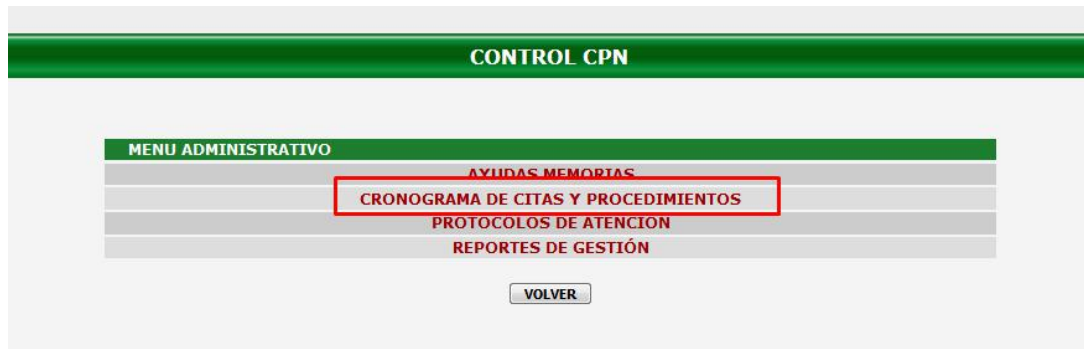 CONTROL CPN
MENU ADMINISTRATIVO
AYUDAS MEMORIAS
CRONOGRAMA DE CITAS Y PROCEDIMIENTOS
PROTOCOLOS DE ATENCION
REPORTES DE GESTIÓN
VOLVER